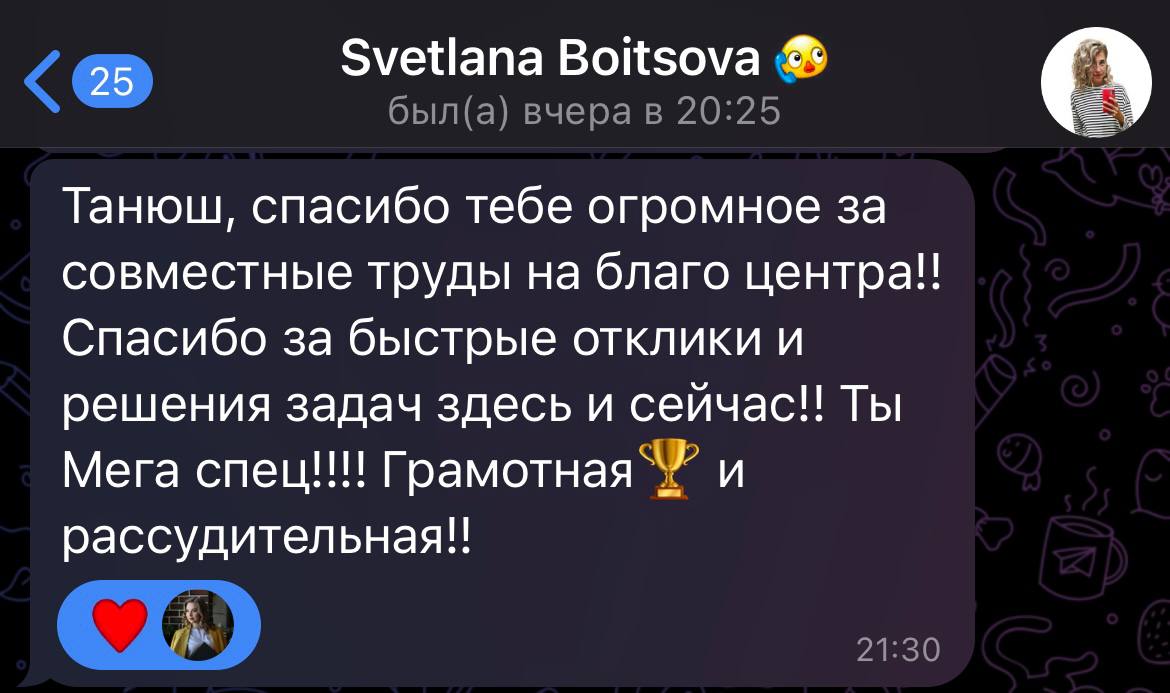 25
Svetlana Boitsova
был(а) вчера в 20:25
Танюш, спасибо тебе огромное за
совместные труды на благо центра!!
Спасибо за быстрые отклики и
решения задач здесь и сейчас!! Ты
Мега спец!!!! Грамотная🏆 и
рассудительная!!
21:30